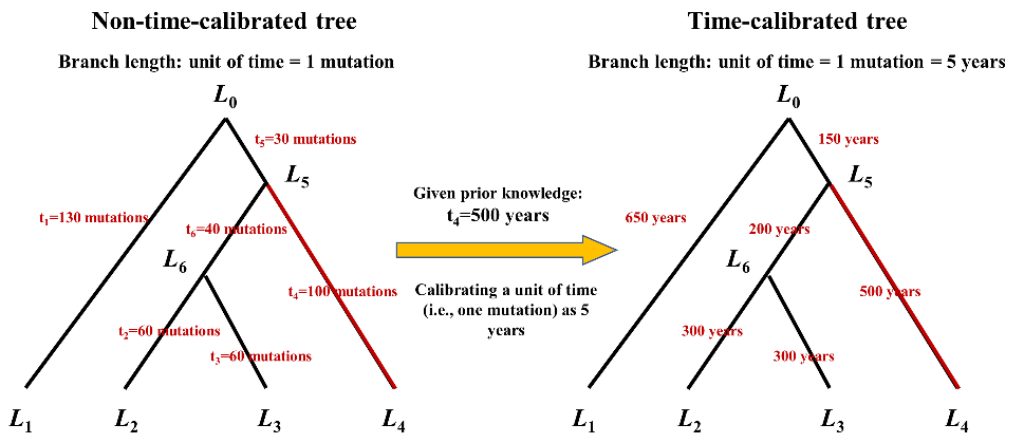 Non-time-calibrated tree
Branch length: unit of time = 1 mutation
L₀
t₅=30 mutations
L₅
t₁=130 mutations
t₆=40 mutations
L₆
t₄=100 mutations
t₂=60 mutations
t₃=60 mutations
L₁
L₂
L₃
L₄
Given prior knowledge:
t₄=500 years
Calibrating a unit of time
(i.e., one mutation) as 5
years
Time-calibrated tree
Branch length: unit of time = 1 mutation = 5 years
L₀
150 years
L₅
650 years
200 years
L₆
500 years
300 years
300 years
L₁
L₂
L₃
L₄